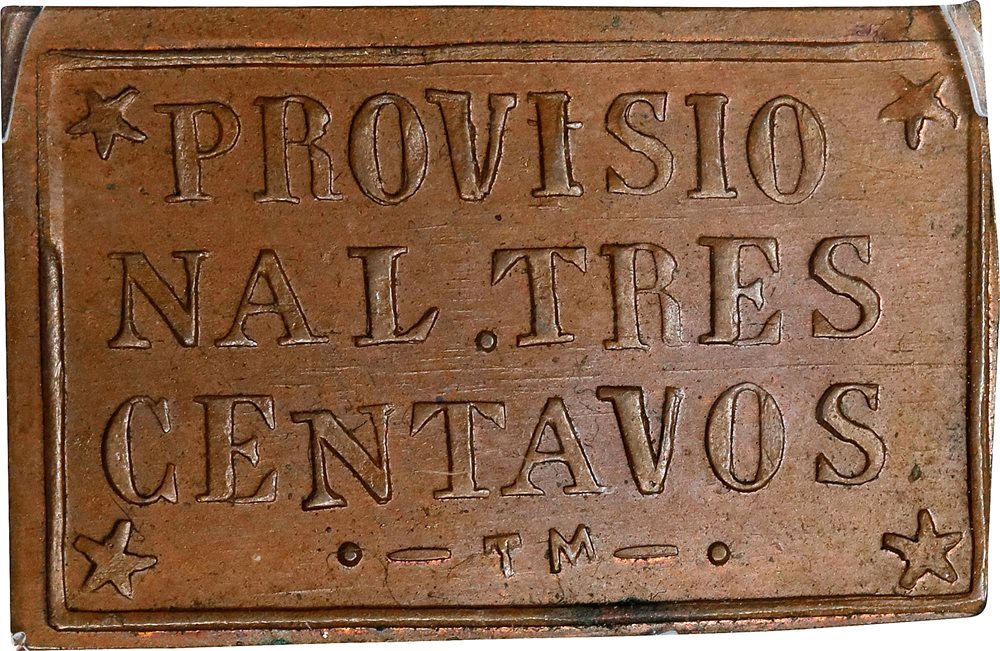 PROVISIO
NAL.TRES
CENTAVOS
• — TM — •